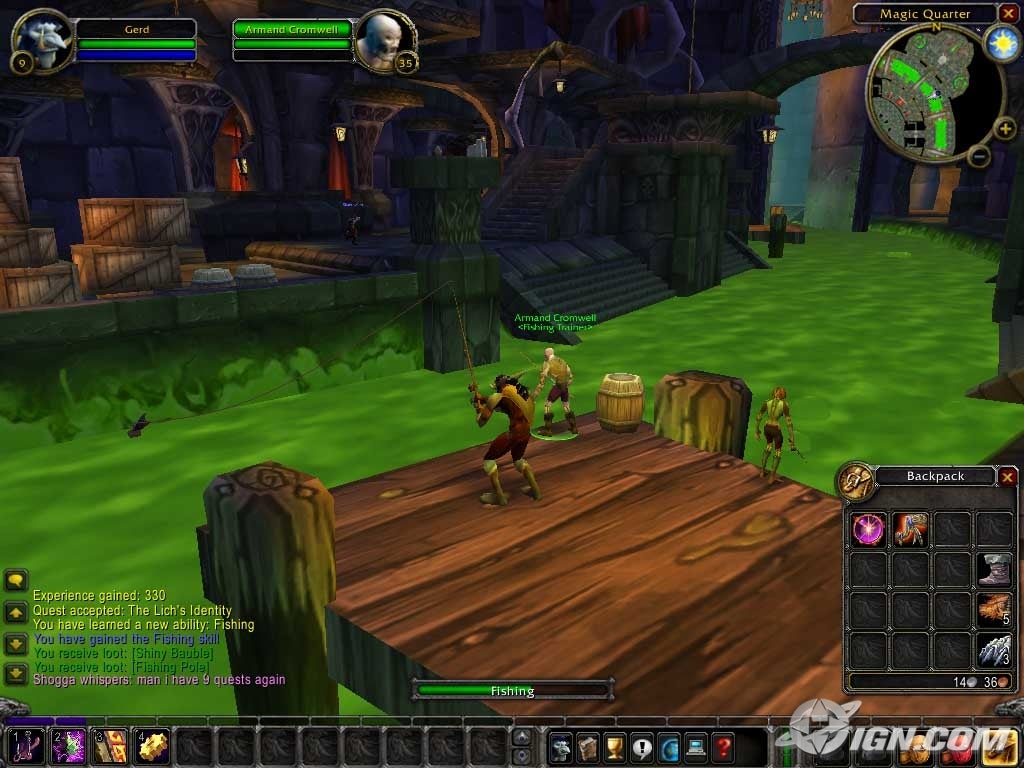 Gerd
9
Armand Cromwell
35
Magic Quarter
N
Armand Cromwell
<Fishing Trainer>
Backpack
5
3
14 36
Experience gained: 330
Quest accepted: The Lich's Identity
You have learned a new ability: Fishing
You have gained the Fishing skill
You receive loot: [Shiny Bauble]
You receive loot: [Fishing Pole]
Shogga whispers: man i have 9 quests again
Fishing
1 2 3 4
IGN.COM